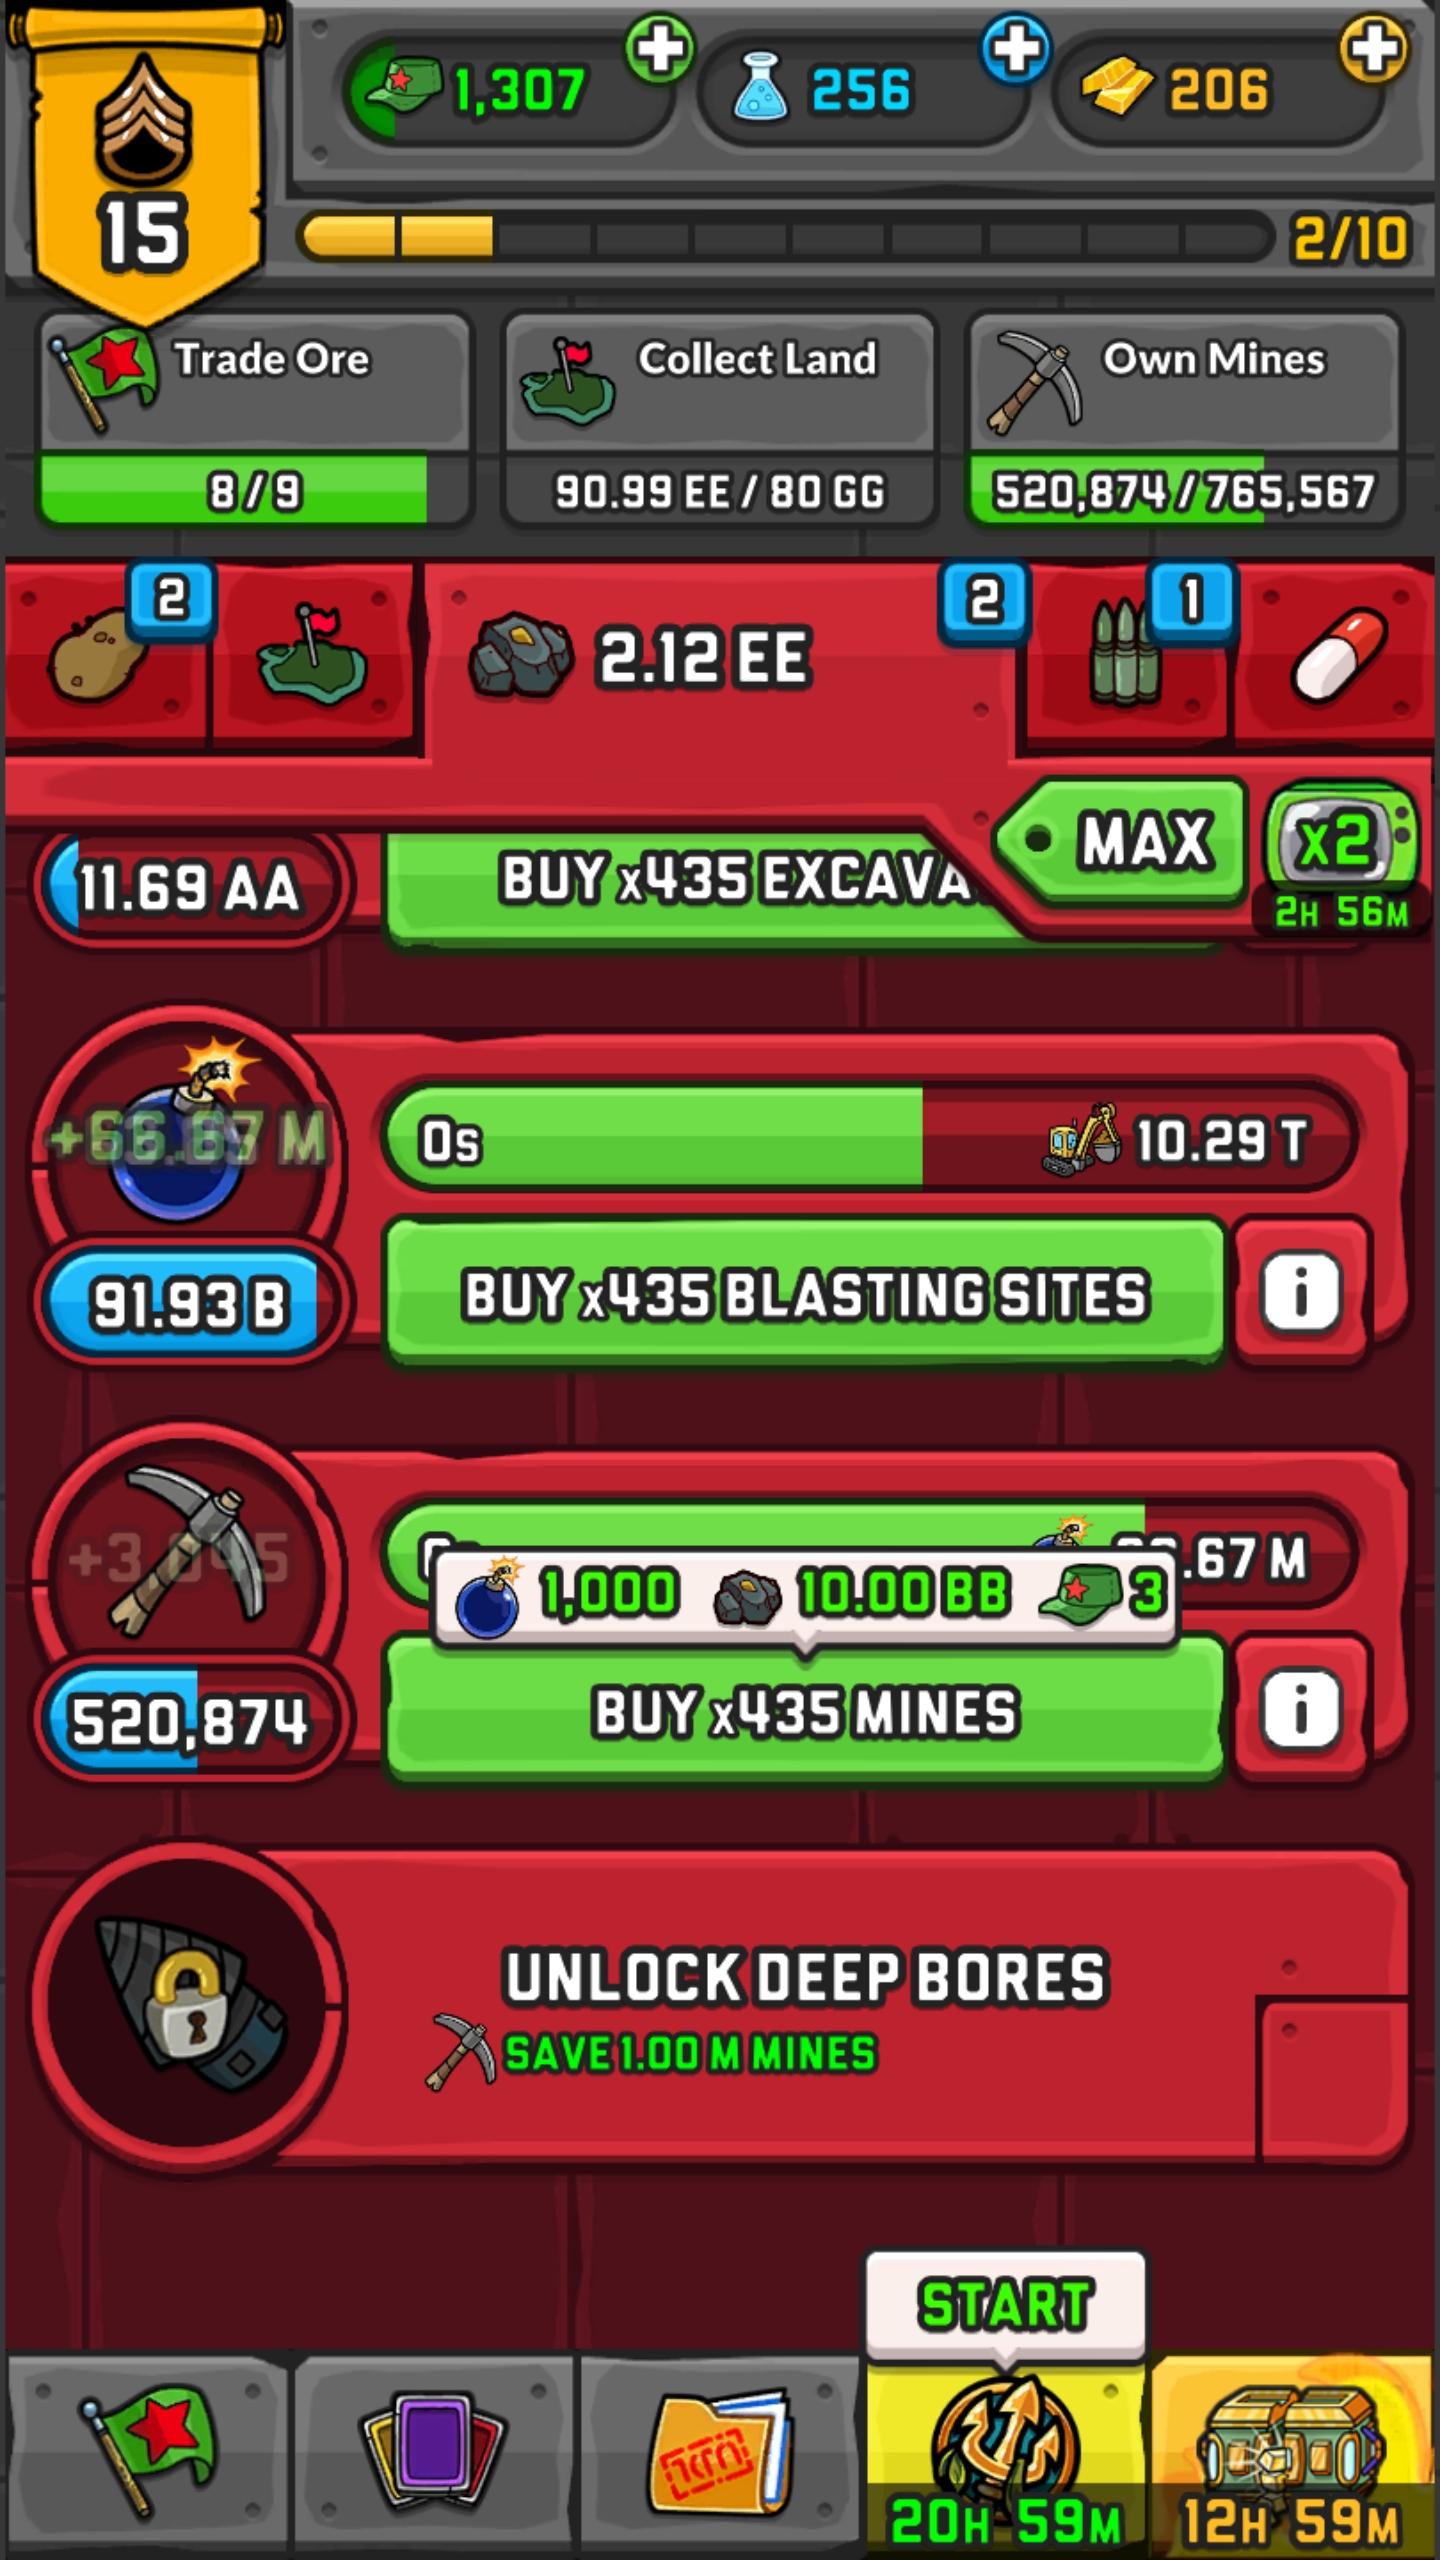 1,307
256
206
15
2/10
Trade Ore
Collect Land
Own Mines
8/9
90.99 EE / 80 GG
520,874/765,567
2
2
1
2.12 EE
MAX
x2
2H 56M
11.69 AA
BUY x435 EXCAVA
+66.67 M
0s
10.29 T
91.93 B
BUY x435 BLASTING SITES
i
.67 M
1,000
10.00 BB
3
520,874
BUY x435 MINES
i
UNLOCK DEEP BORES
SAVE 1.00 M MINES
START
20H 59M
12H 59M